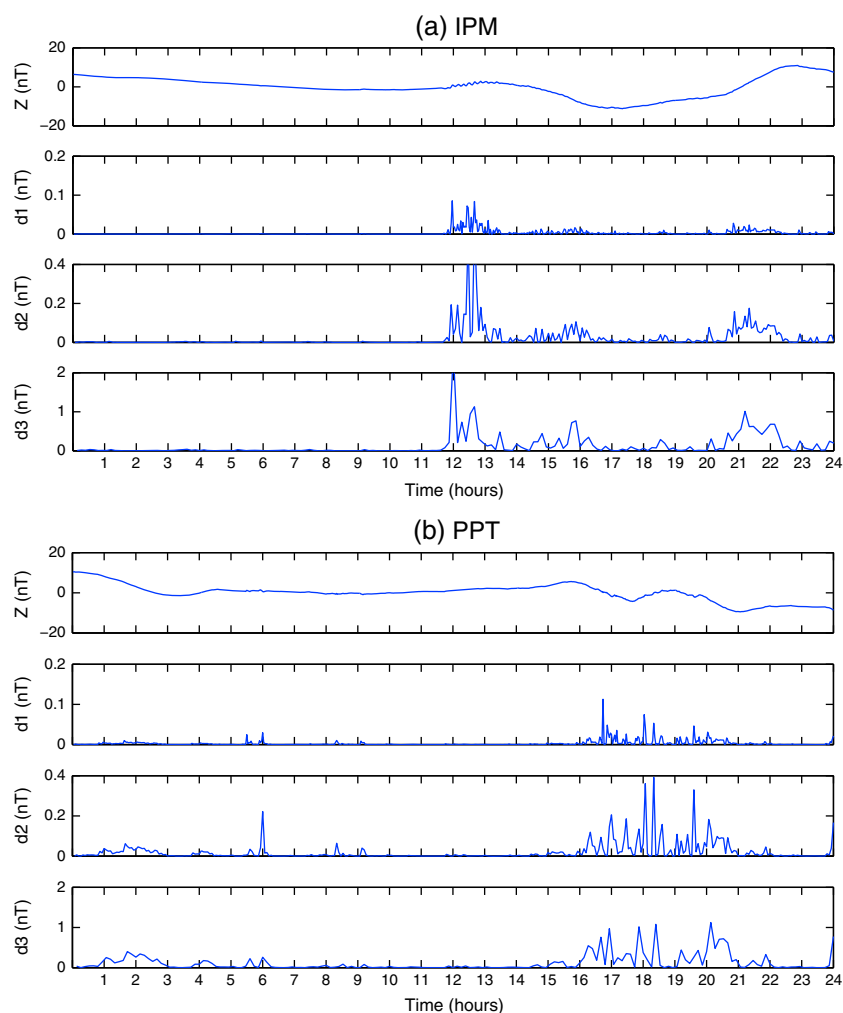 (a) IPM
20
0
−20
Z (nT)
0.2
0.1
0
d1 (nT)
0.4
0.2
0
d2 (nT)
2
1
0
d3 (nT)
1 2 3 4 5 6 7 8 9 10 11 12 13 14 15 16 17 18 19 20 21 22 23 24
Time (hours)
(b) PPT
20
0
−20
Z (nT)
0.2
0.1
0
d1 (nT)
0.4
0.2
0
d2 (nT)
2
1
0
d3 (nT)
1 2 3 4 5 6 7 8 9 10 11 12 13 14 15 16 17 18 19 20 21 22 23 24
Time (hours)